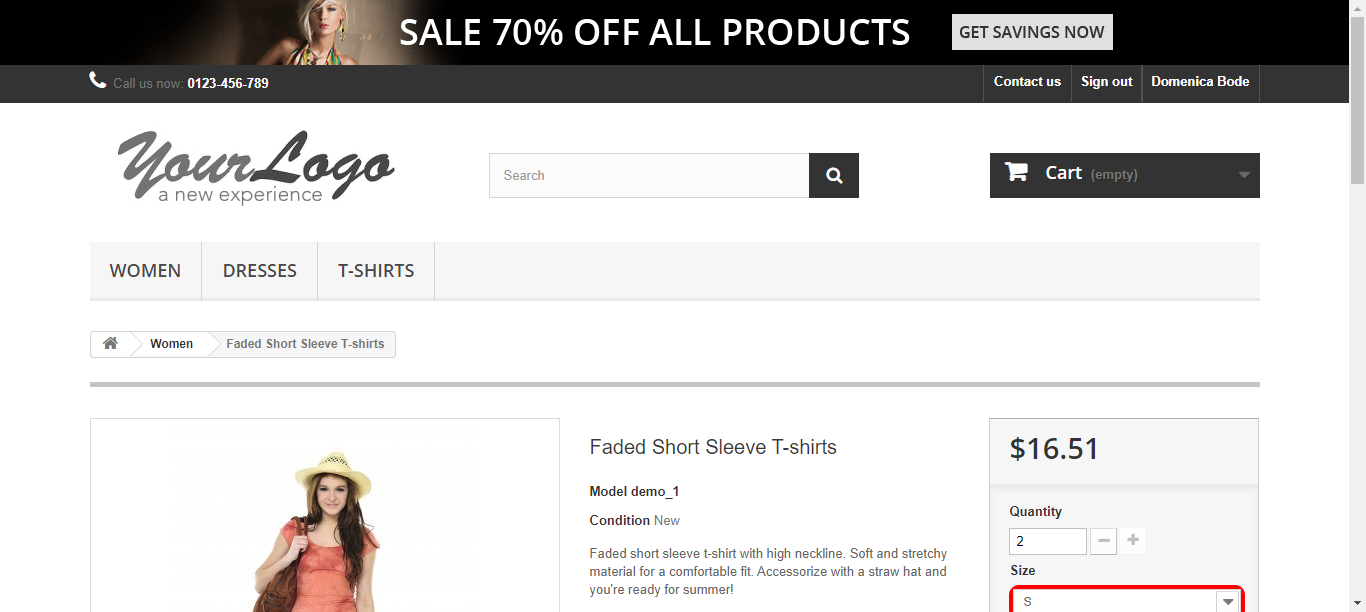 SALE 70% OFF ALL PRODUCTS GET SAVINGS NOW
Call us now: 0123-456-789 Contact us Sign out Domenica Bode
YourLogo
a new experience
Search
Cart (empty)
WOMEN DRESSES T-SHIRTS
Women Faded Short Sleeve T-shirts
Faded Short Sleeve T-shirts
Model demo_1
Condition New
Faded short sleeve t-shirt with high neckline. Soft and stretchy
material for a comfortable fit. Accessorize with a straw hat and
you're ready for summer!
$16.51
Quantity
2
Size
S